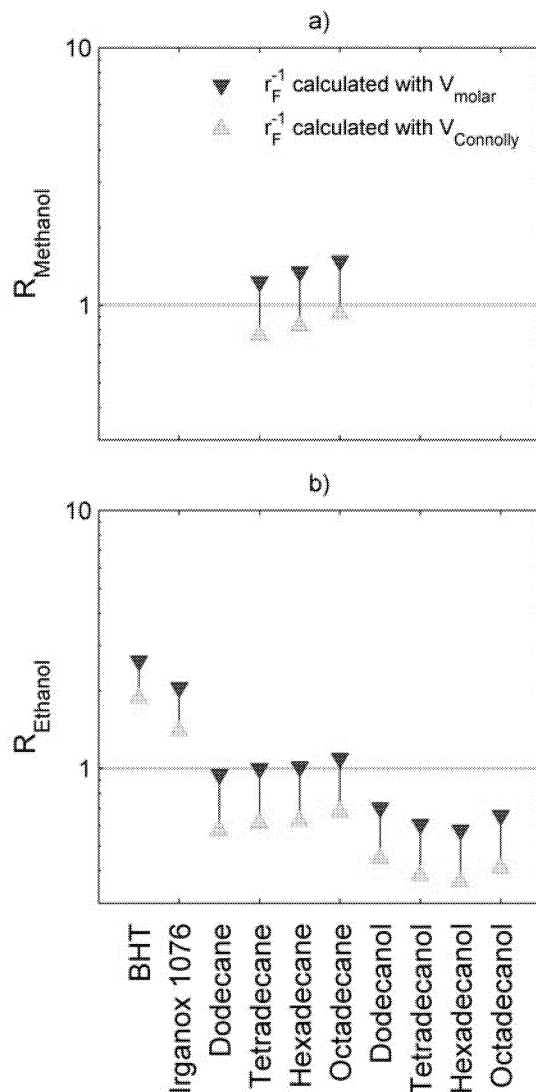 a)
10
r_F^-1 calculated with V_molar
r_F^-1 calculated with V_Connolly
R_Methanol
1
b)
10
R_Ethanol
1
BHT
Irganox 1076
Dodecane
Tetradecane
Hexadecane
Octadecane
Dodecanol
Tetradecanol
Hexadecanol
Octadecanol